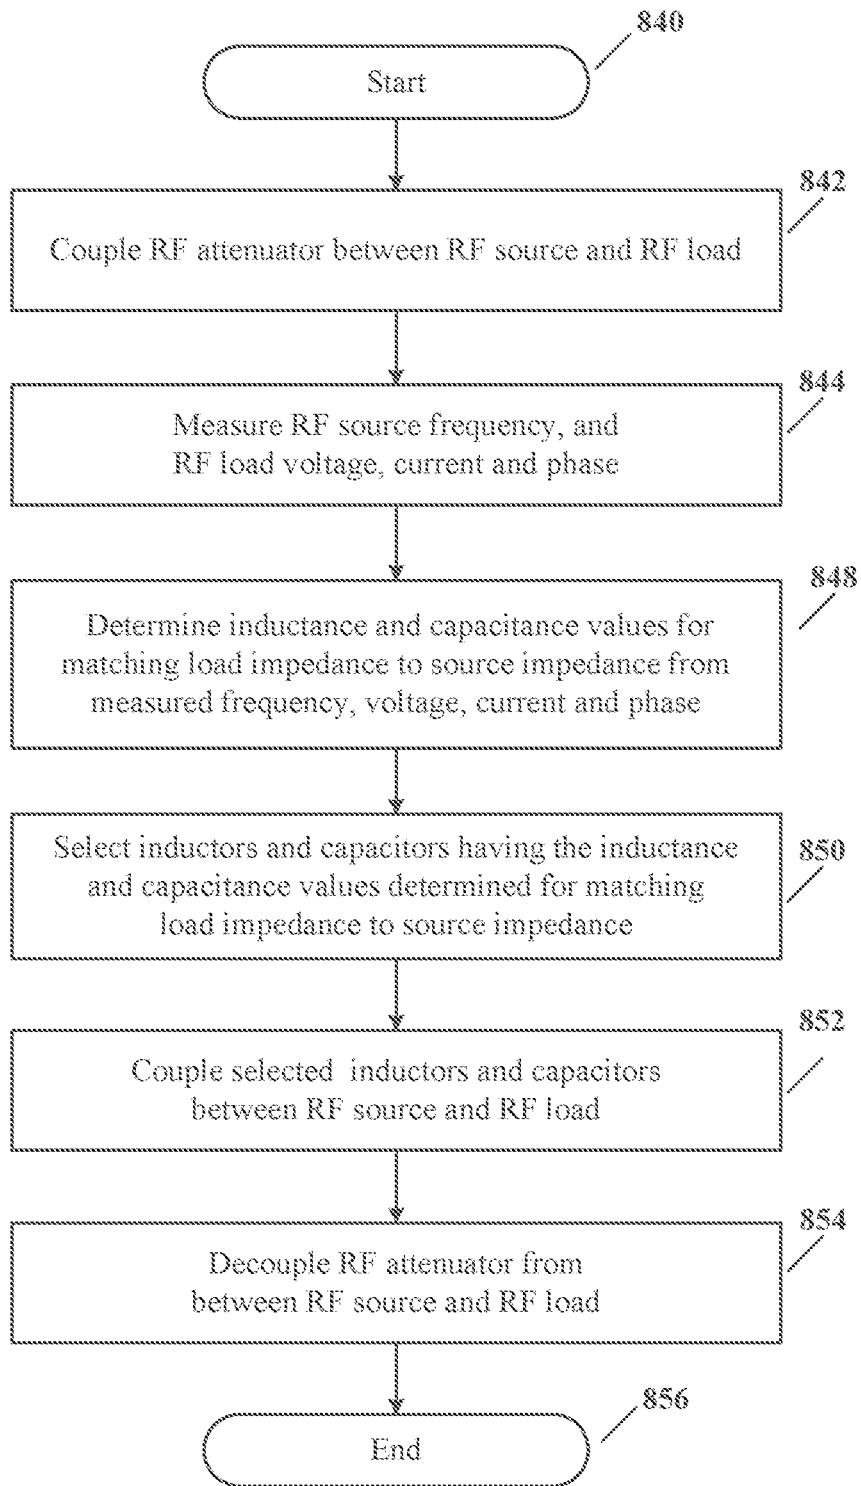 840
Start
842
Couple RF attenuator between RF source and RF load
844
Measure RF source frequency, and
RF load voltage, current and phase
848
Determine inductance and capacitance values for
matching load impedance to source impedance from
measured frequency, voltage, current and phase
850
Select inductors and capacitors having the inductance
and capacitance values determined for matching
load impedance to source impedance
852
Couple selected inductors and capacitors
between RF source and RF load
854
Decouple RF attenuator from
between RF source and RF load
856
End